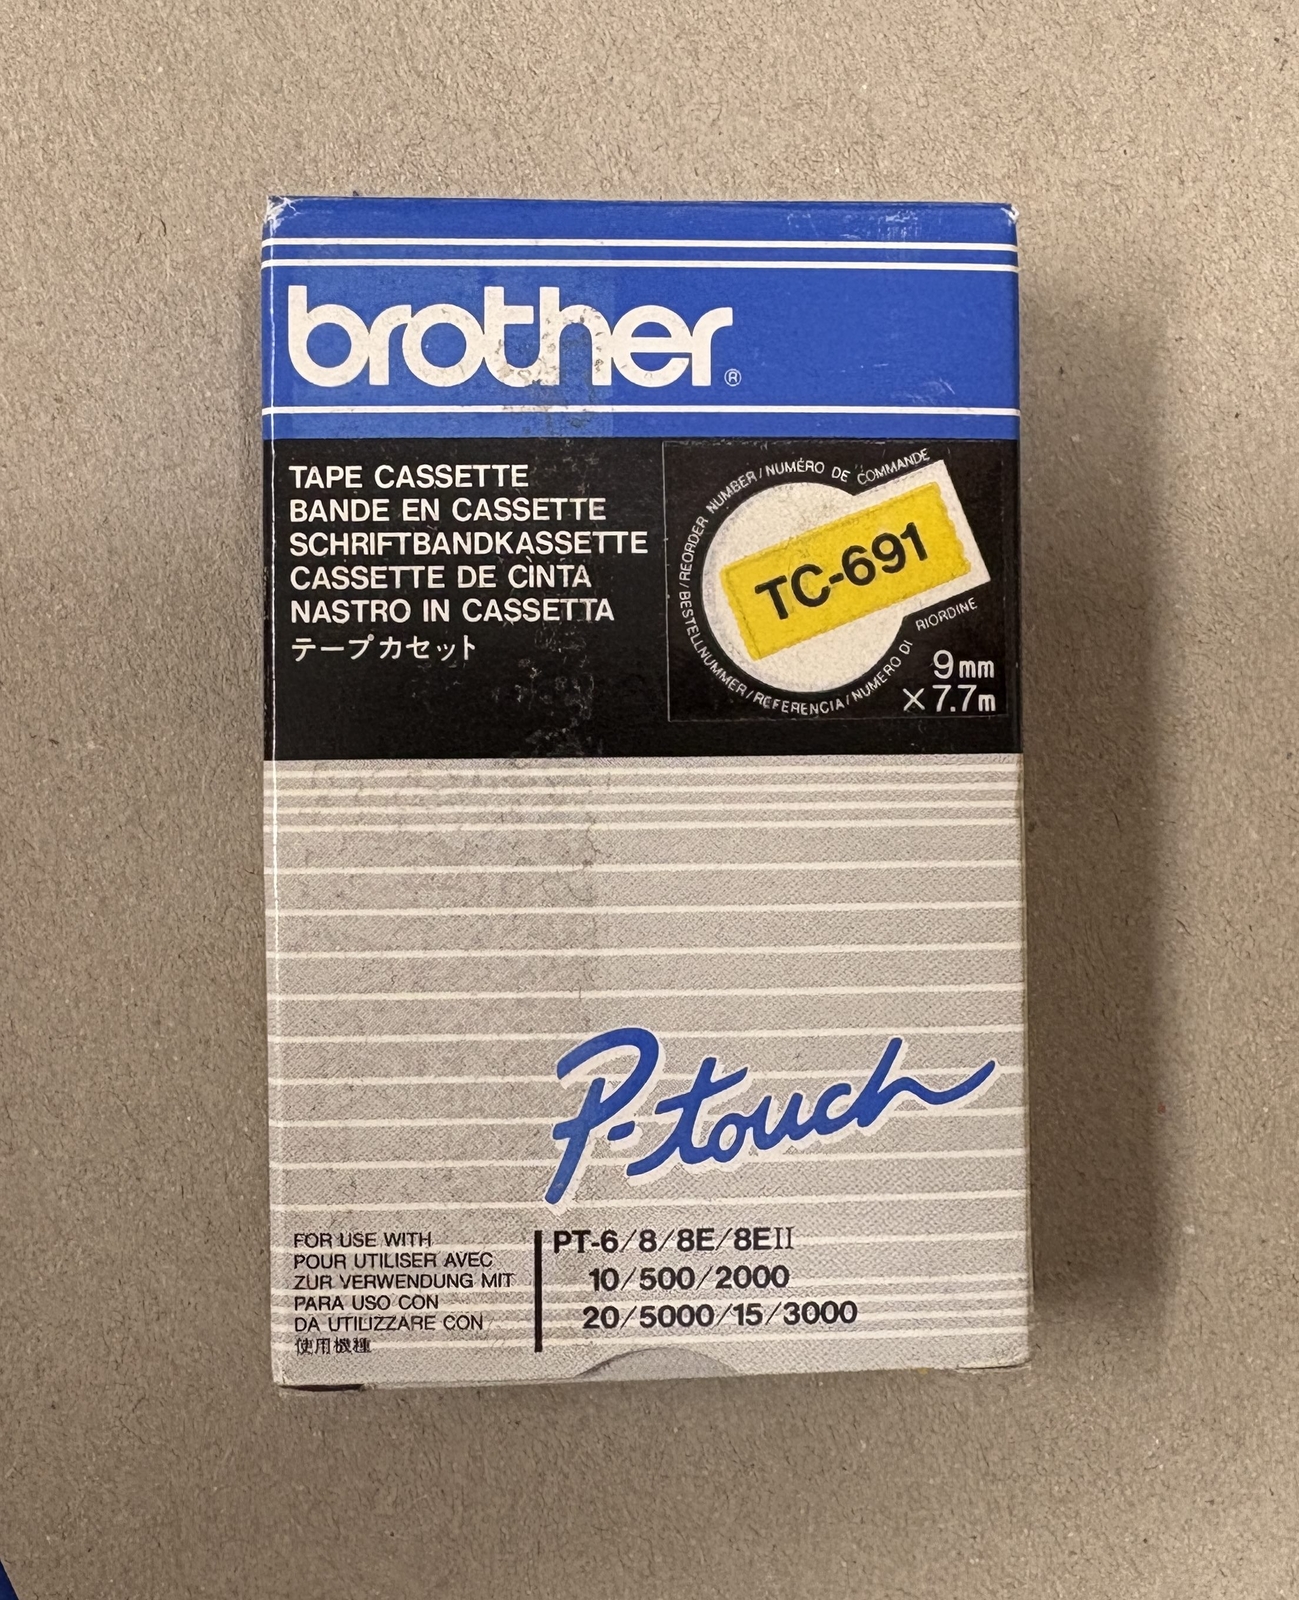 brother®
TAPE CASSETTE
BANDE EN CASSETTE
SCHRIFTBANDKASSETTE
CASSETTE DE CÌNTA
NASTRO IN CASSETTA
テープカセット
BESTELLNUMMER/REORDER NUMBER/NUMÉRO DE COMMANDE
/REFERENCIA/NUMERO DI RIORDINE
TC-691
9mm
×7.7m
P-touch
FOR USE WITH
POUR UTILISER AVEC
ZUR VERWENDUNG MIT
PARA USO CON
DA UTILIZZARE CON
使用機種
PT-6/8/8E/8EII
10/500/2000
20/5000/15/3000